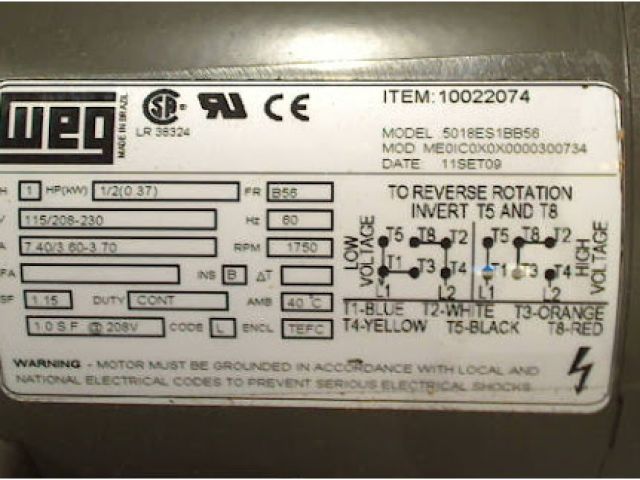 weg
MADE IN BRAZIL
LR 38324
ITEM:10022074
MODEL 5018ES1BB56
MOD ME0IC0X0X0000300734
DATE 11SET09
H 1 HP(kW) 1/2(0.37) FR B56
V 115/208-230 Hz 60
A 7.40/3.60-3.70 RPM 1750
FA INS B ΔT
SF 1.15 DUTY CONT AMB 40°C
1.0 S.F. @ 208V CODE L ENCL TEFC
TO REVERSE ROTATION
INVERT T5 AND T8
LOW VOLTAGE
T5 T8 T2
T1 T3 T4
L1 L2
T5 T8 T2
T1 T3 T4
L1 L2
HIGH VOLTAGE
T1-BLUE T2-WHITE T3-ORANGE
T4-YELLOW T5-BLACK T8-RED
WARNING - MOTOR MUST BE GROUNDED IN ACCORDANCE WITH LOCAL AND
NATIONAL ELECTRICAL CODES TO PREVENT SERIOUS ELECTRICAL SHOCKS.